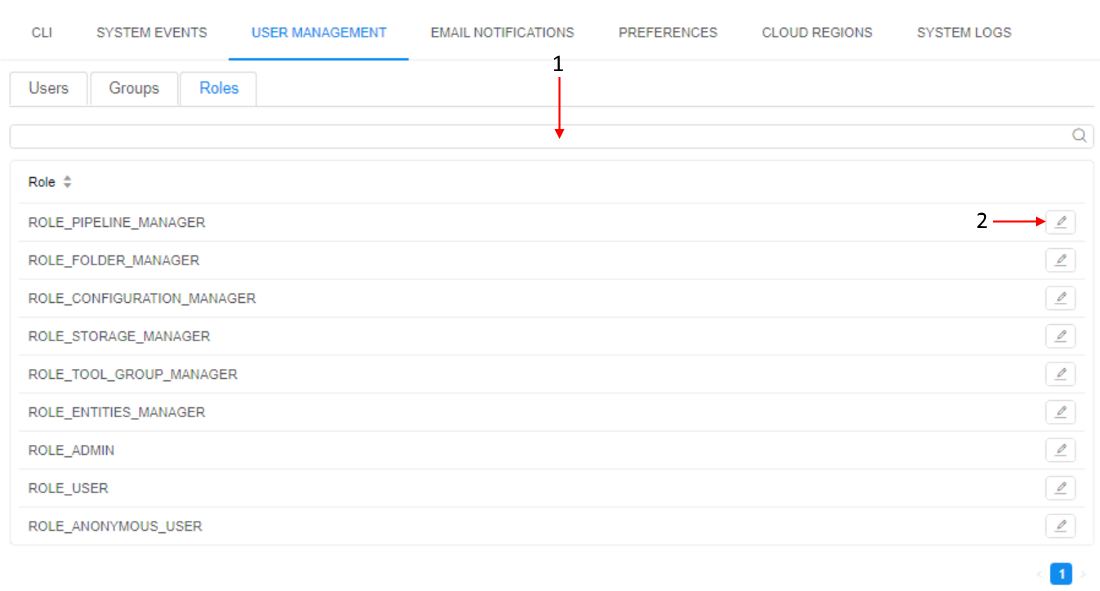 CLI SYSTEM EVENTS USER MANAGEMENT EMAIL NOTIFICATIONS PREFERENCES CLOUD REGIONS SYSTEM LOGS
1
Users Groups Roles
Role
ROLE_PIPELINE_MANAGER 2
ROLE_FOLDER_MANAGER
ROLE_CONFIGURATION_MANAGER
ROLE_STORAGE_MANAGER
ROLE_TOOL_GROUP_MANAGER
ROLE_ENTITIES_MANAGER
ROLE_ADMIN
ROLE_USER
ROLE_ANONYMOUS_USER
1